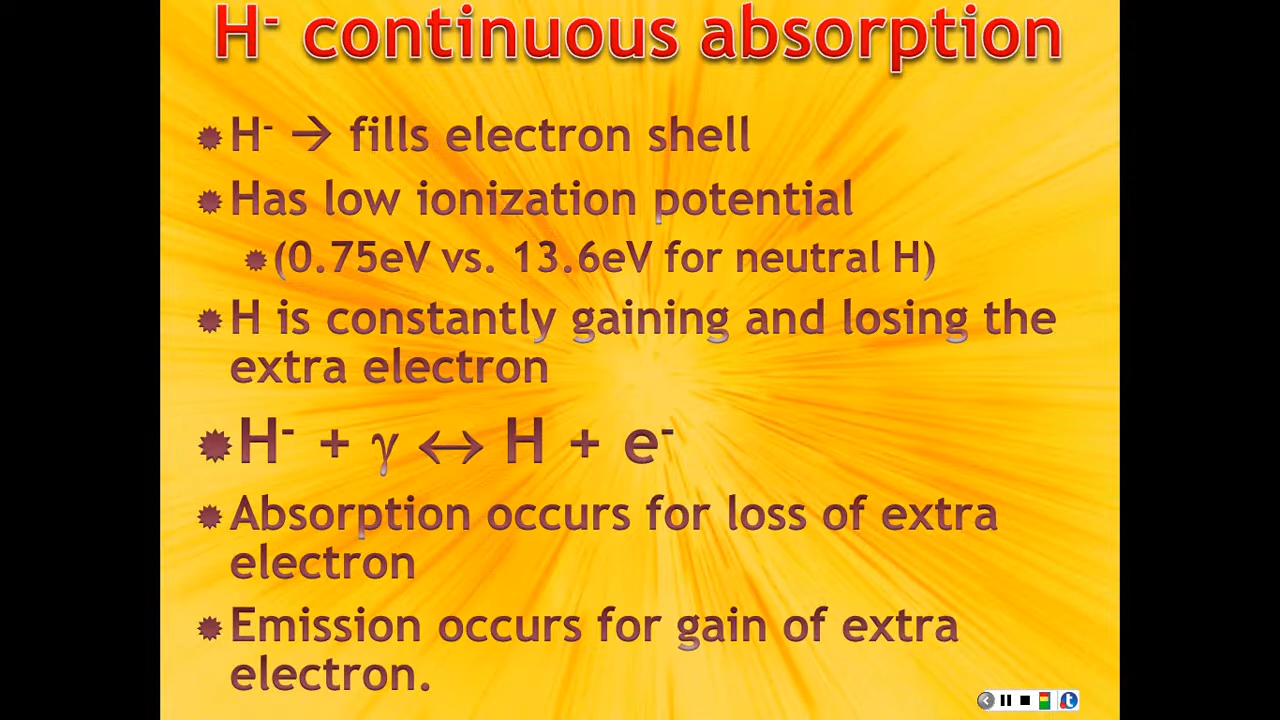 H⁻ continuous absorption
H⁻ → fills electron shell
Has low ionization potential
(0.75eV vs. 13.6eV for neutral H)
H is constantly gaining and losing the
extra electron
H⁻ + γ ↔ H + e⁻
Absorption occurs for loss of extra
electron
Emission occurs for gain of extra
electron.